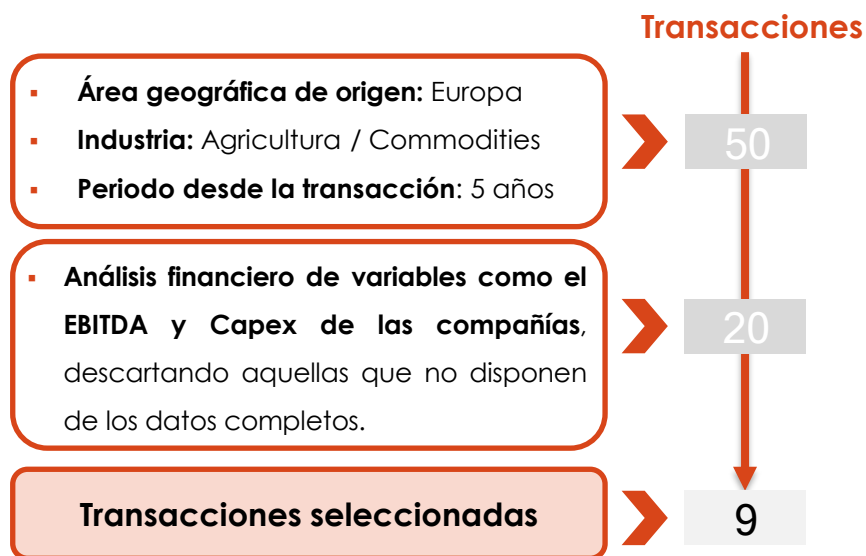 Transacciones
▪ Área geográfica de origen: Europa
▪ Industria: Agricultura / Commodities
▪ Periodo desde la transacción: 5 años
50
▪ Análisis financiero de variables como el
EBITDA y Capex de las compañías,
descartando aquellas que no disponen
de los datos completos.
20
Transacciones seleccionadas
9